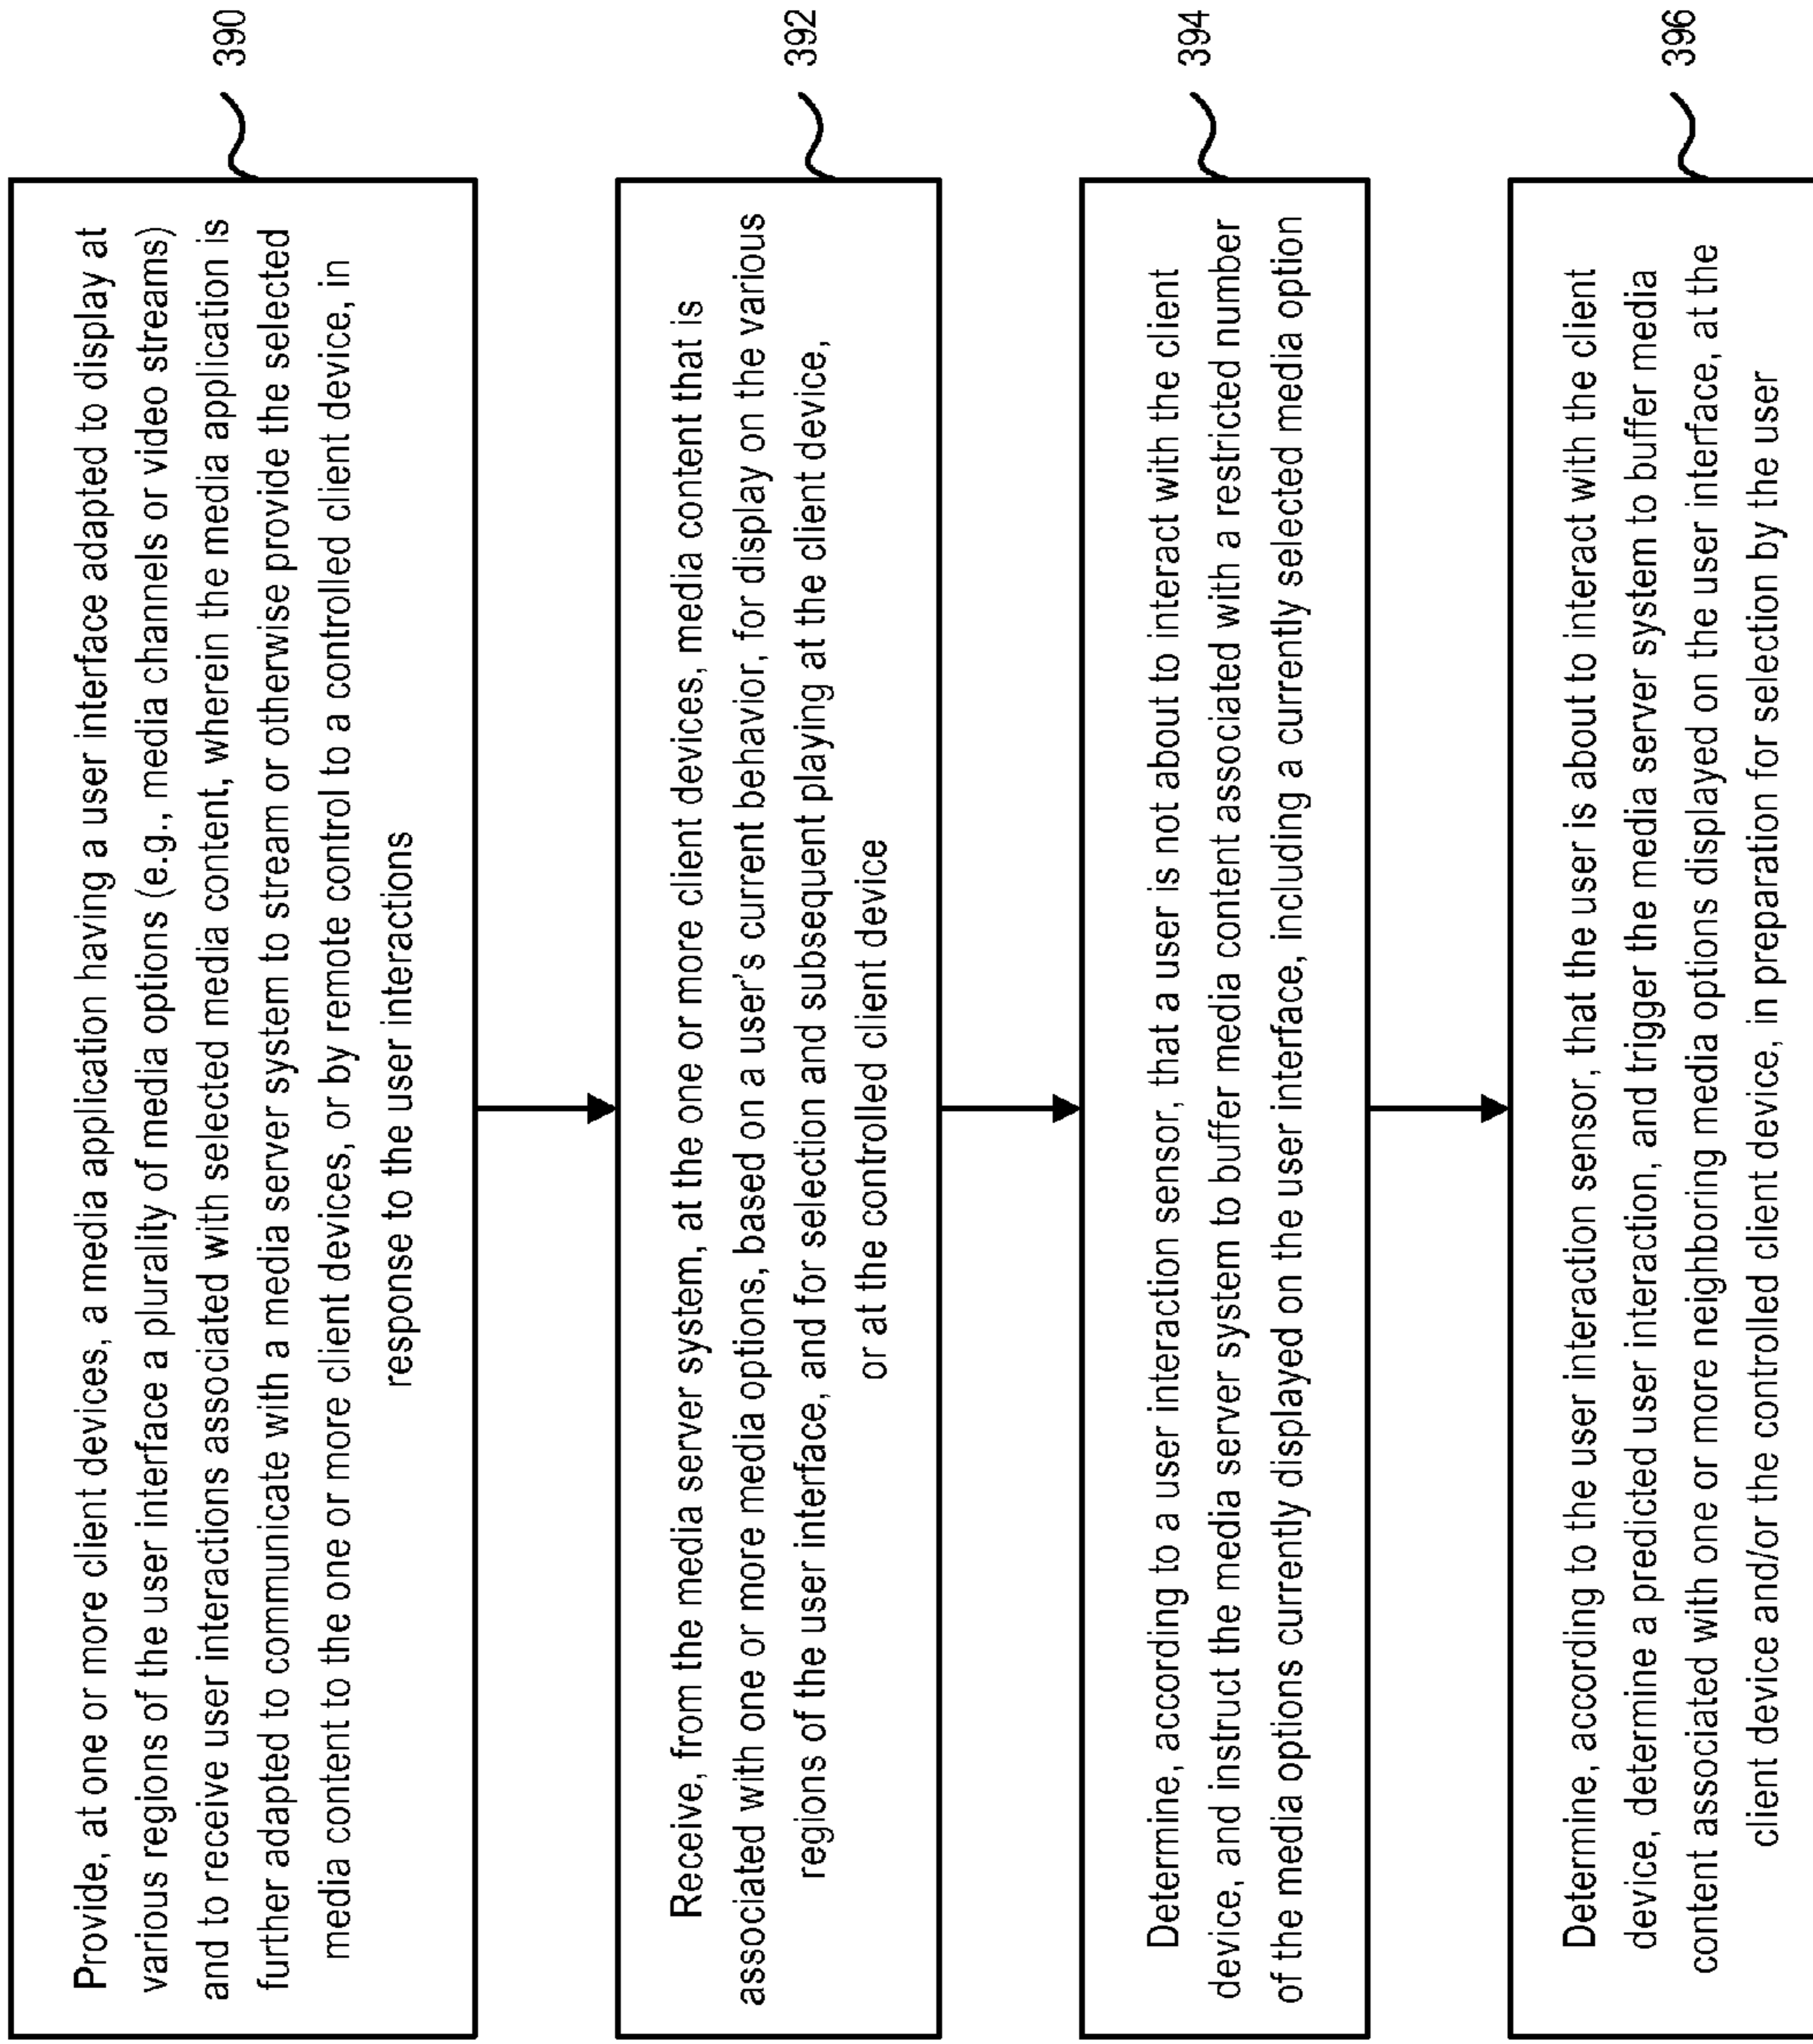 Provide, at one or more client devices, a media application having a user interface adapted to display at
various regions of the user interface a plurality of media options (e.g., media channels or video streams)
and to receive user interactions associated with selected media content, wherein the media application is
further adapted to communicate with a media server system to stream or otherwise provide the selected
media content to the one or more client devices, or by remote control to a controlled client device, in
response to the user interactions
390
Receive, from the media server system, at the one or more client devices, media content that is
associated with one or more media options, based on a user's current behavior, for display on the various
regions of the user interface, and for selection and subsequent playing at the client device,
or at the controlled client device
392
Determine, according to a user interaction sensor, that a user is not about to interact with the client
device, and instruct the media server system to buffer media content associated with a restricted number
of the media options currently displayed on the user interface, including a currently selected media option
394
Determine, according to the user interaction sensor, that the user is about to interact with the client
device, determine a predicted user interaction, and trigger the media server system to buffer media
content associated with one or more neighboring media options displayed on the user interface, at the
client device and/or the controlled client device, in preparation for selection by the user
396